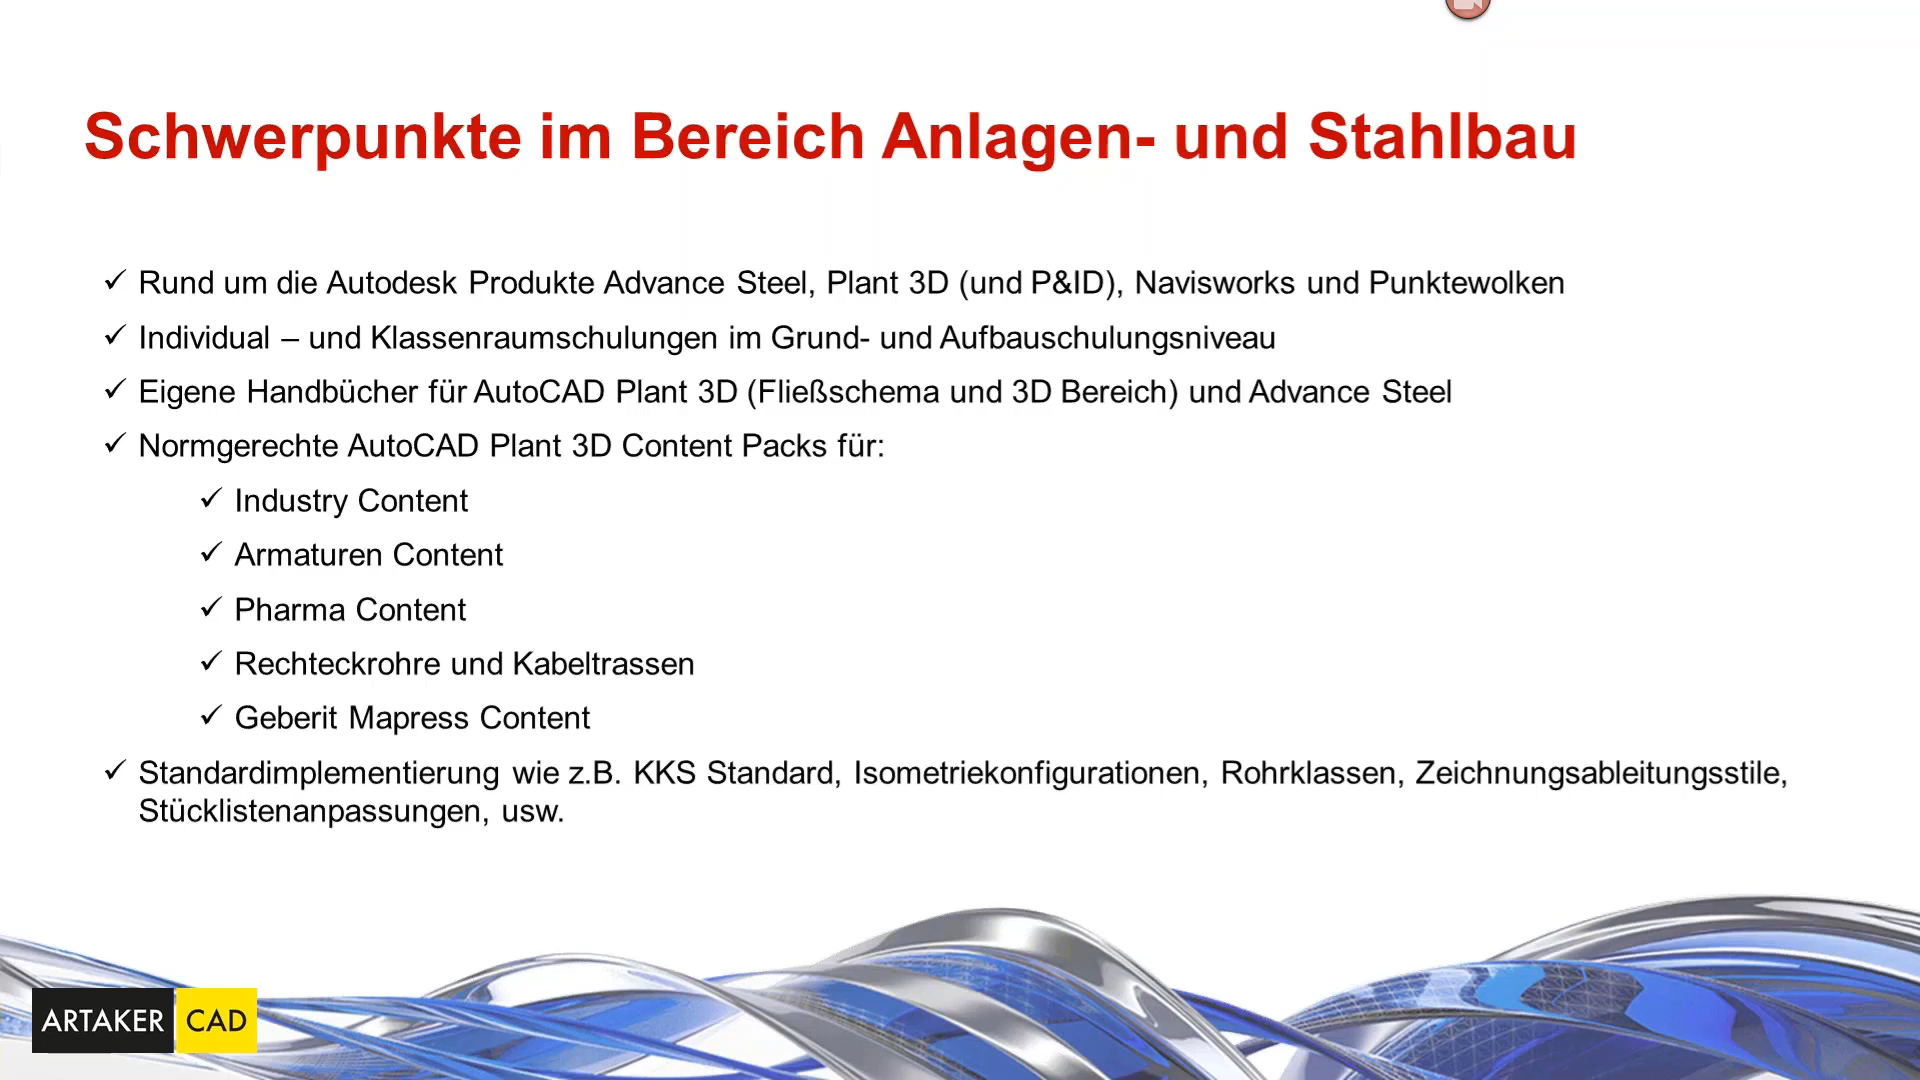 Schwerpunkte im Bereich Anlagen- und Stahlbau
✓ Rund um die Autodesk Produkte Advance Steel, Plant 3D (und P&ID), Navisworks und Punktewolken
✓ Individual – und Klassenraumschulungen im Grund- und Aufbauschulungsniveau
✓ Eigene Handbücher für AutoCAD Plant 3D (Fließschema und 3D Bereich) und Advance Steel
✓ Normgerechte AutoCAD Plant 3D Content Packs für:
✓ Industry Content
✓ Armaturen Content
✓ Pharma Content
✓ Rechteckrohre und Kabeltrassen
✓ Geberit Mapress Content
✓ Standardimplementierung wie z.B. KKS Standard, Isometriekonfigurationen, Rohrklassen, Zeichnungsableitungsstile,
Stücklistenanpassungen, usw.
ARTAKER CAD